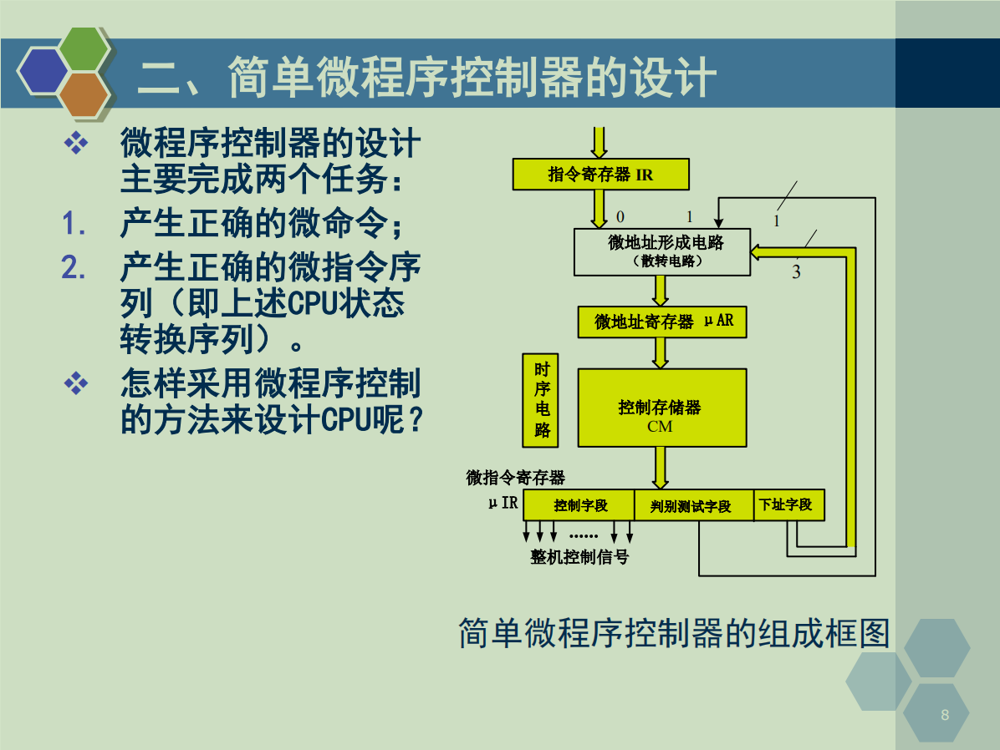 二、简单微程序控制器的设计
❖ 微程序控制器的设计
主要完成两个任务：
1. 产生正确的微命令；
2. 产生正确的微指令序
列（即上述CPU状态
转换序列）。
❖ 怎样采用微程序控制
的方法来设计CPU呢？
指令寄存器 IR
0 1
1
微地址形成电路
（散转电路）
3
微地址寄存器 μAR
时
序
电
路
控制存储器
CM
微指令寄存器
μIR
控制字段 判别测试字段 下址字段
……
整机控制信号
简单微程序控制器的组成框图
8